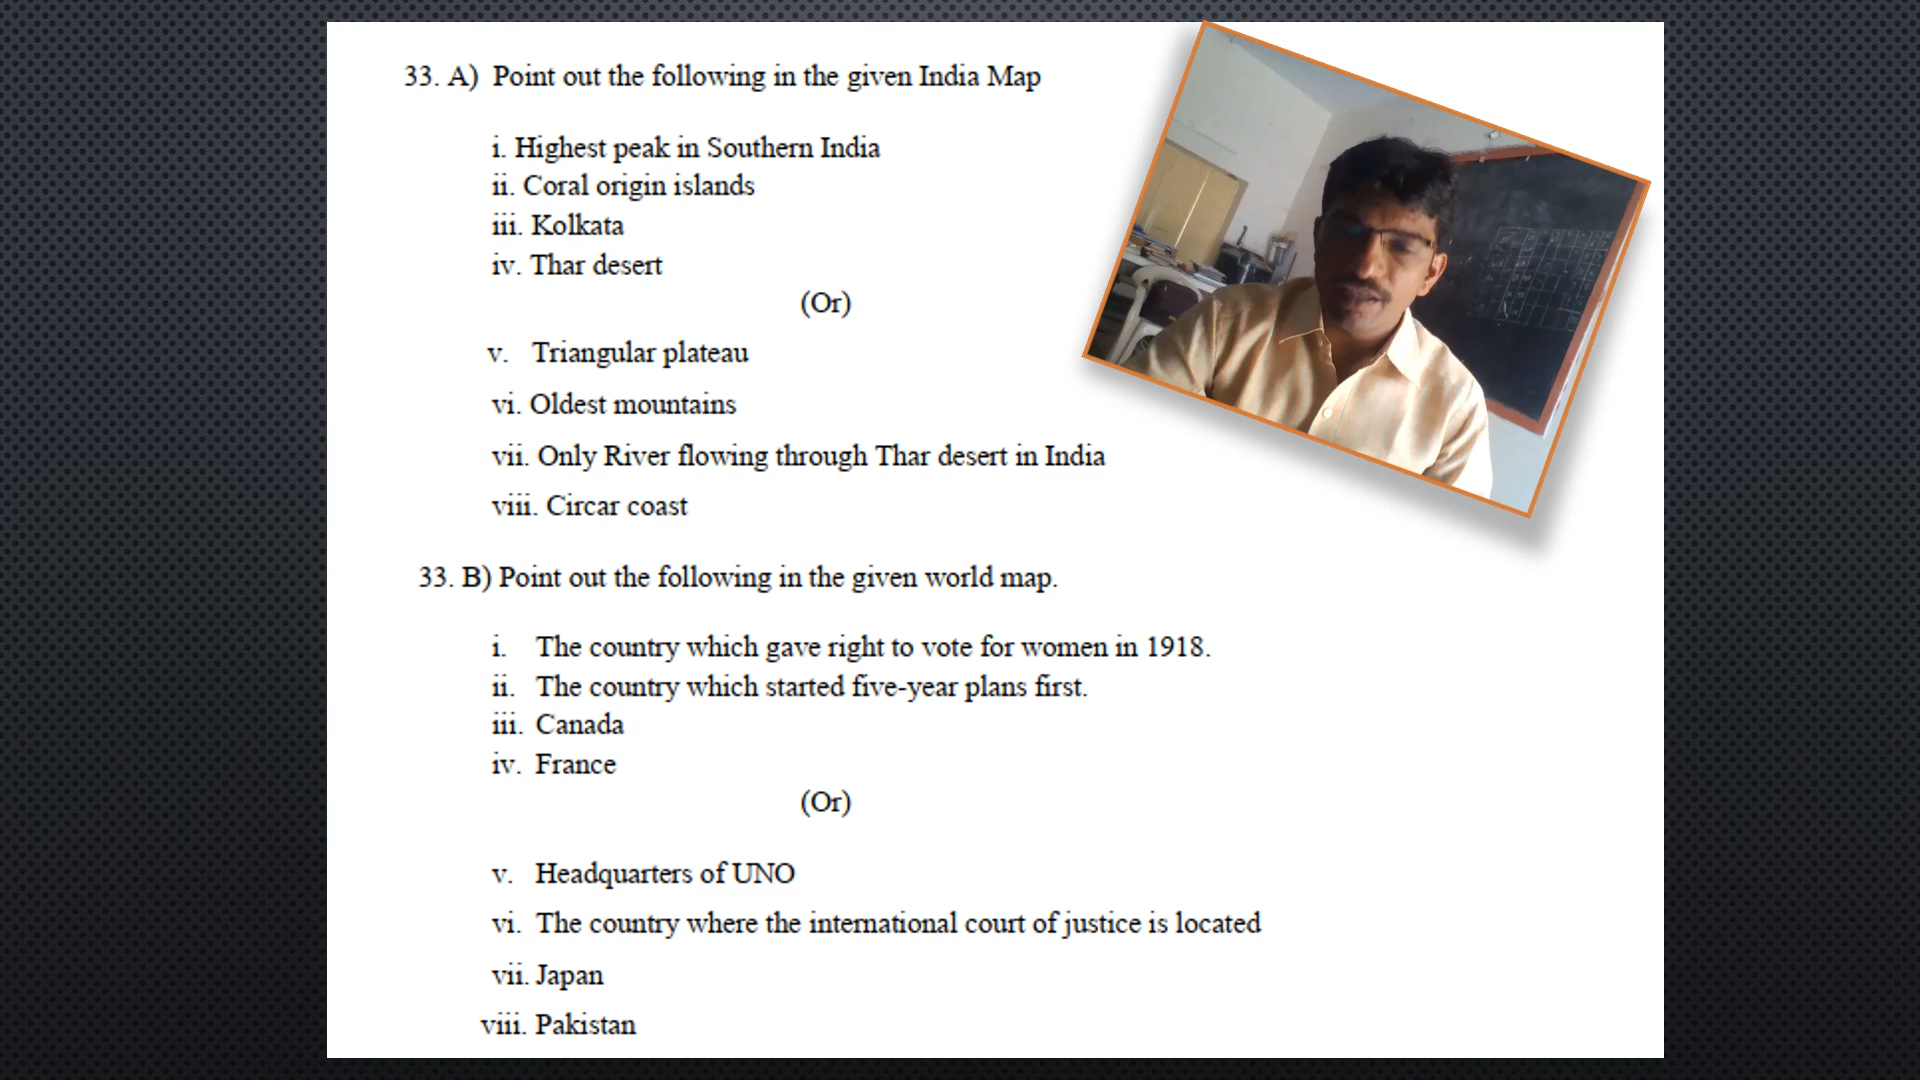 33. A) Point out the following in the given India Map
i. Highest peak in Southern India
ii. Coral origin islands
iii. Kolkata
iv. Thar desert
(Or)
v. Triangular plateau
vi. Oldest mountains
vii. Only River flowing through Thar desert in India
viii. Circar coast
33. B) Point out the following in the given world map.
i. The country which gave right to vote for women in 1918.
ii. The country which started five-year plans first.
iii. Canada
iv. France
(Or)
v. Headquarters of UNO
vi. The country where the international court of justice is located
vii. Japan
viii. Pakistan